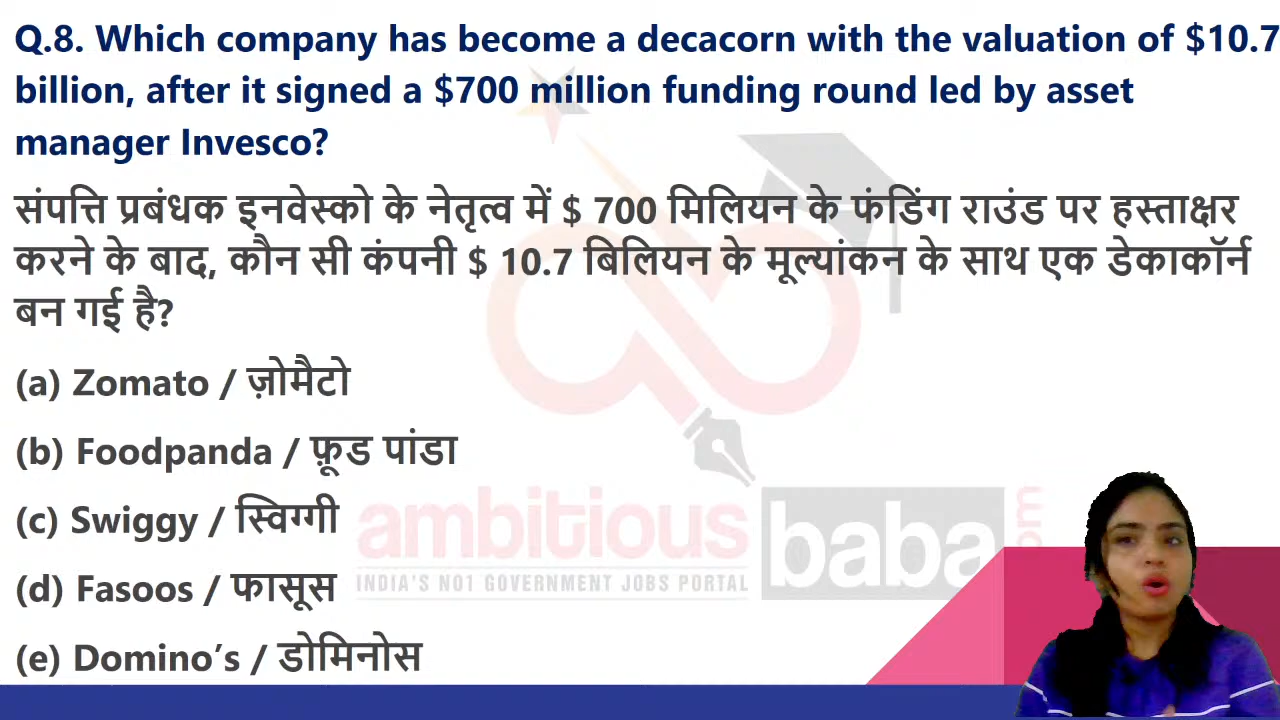 Q.8. Which company has become a decacorn with the valuation of $10.7
billion, after it signed a $700 million funding round led by asset
manager Invesco?
संपत्ति प्रबंधक इनवेस्को के नेतृत्व में $ 700 मिलियन के फंडिंग राउंड पर हस्ताक्षर
करने के बाद, कौन सी कंपनी $ 10.7 बिलियन के मूल्यांकन के साथ एक डेकाकॉर्न
बन गई है?
(a) Zomato / ज़ोमैटो
(b) Foodpanda / फ़ूड पांडा
(c) Swiggy / स्विग्गी
(d) Fasoos / फासूस
(e) Domino’s / डोमिनोस
ambitious baba
INDIA'S NO1 GOVERNMENT JOBS PORTAL